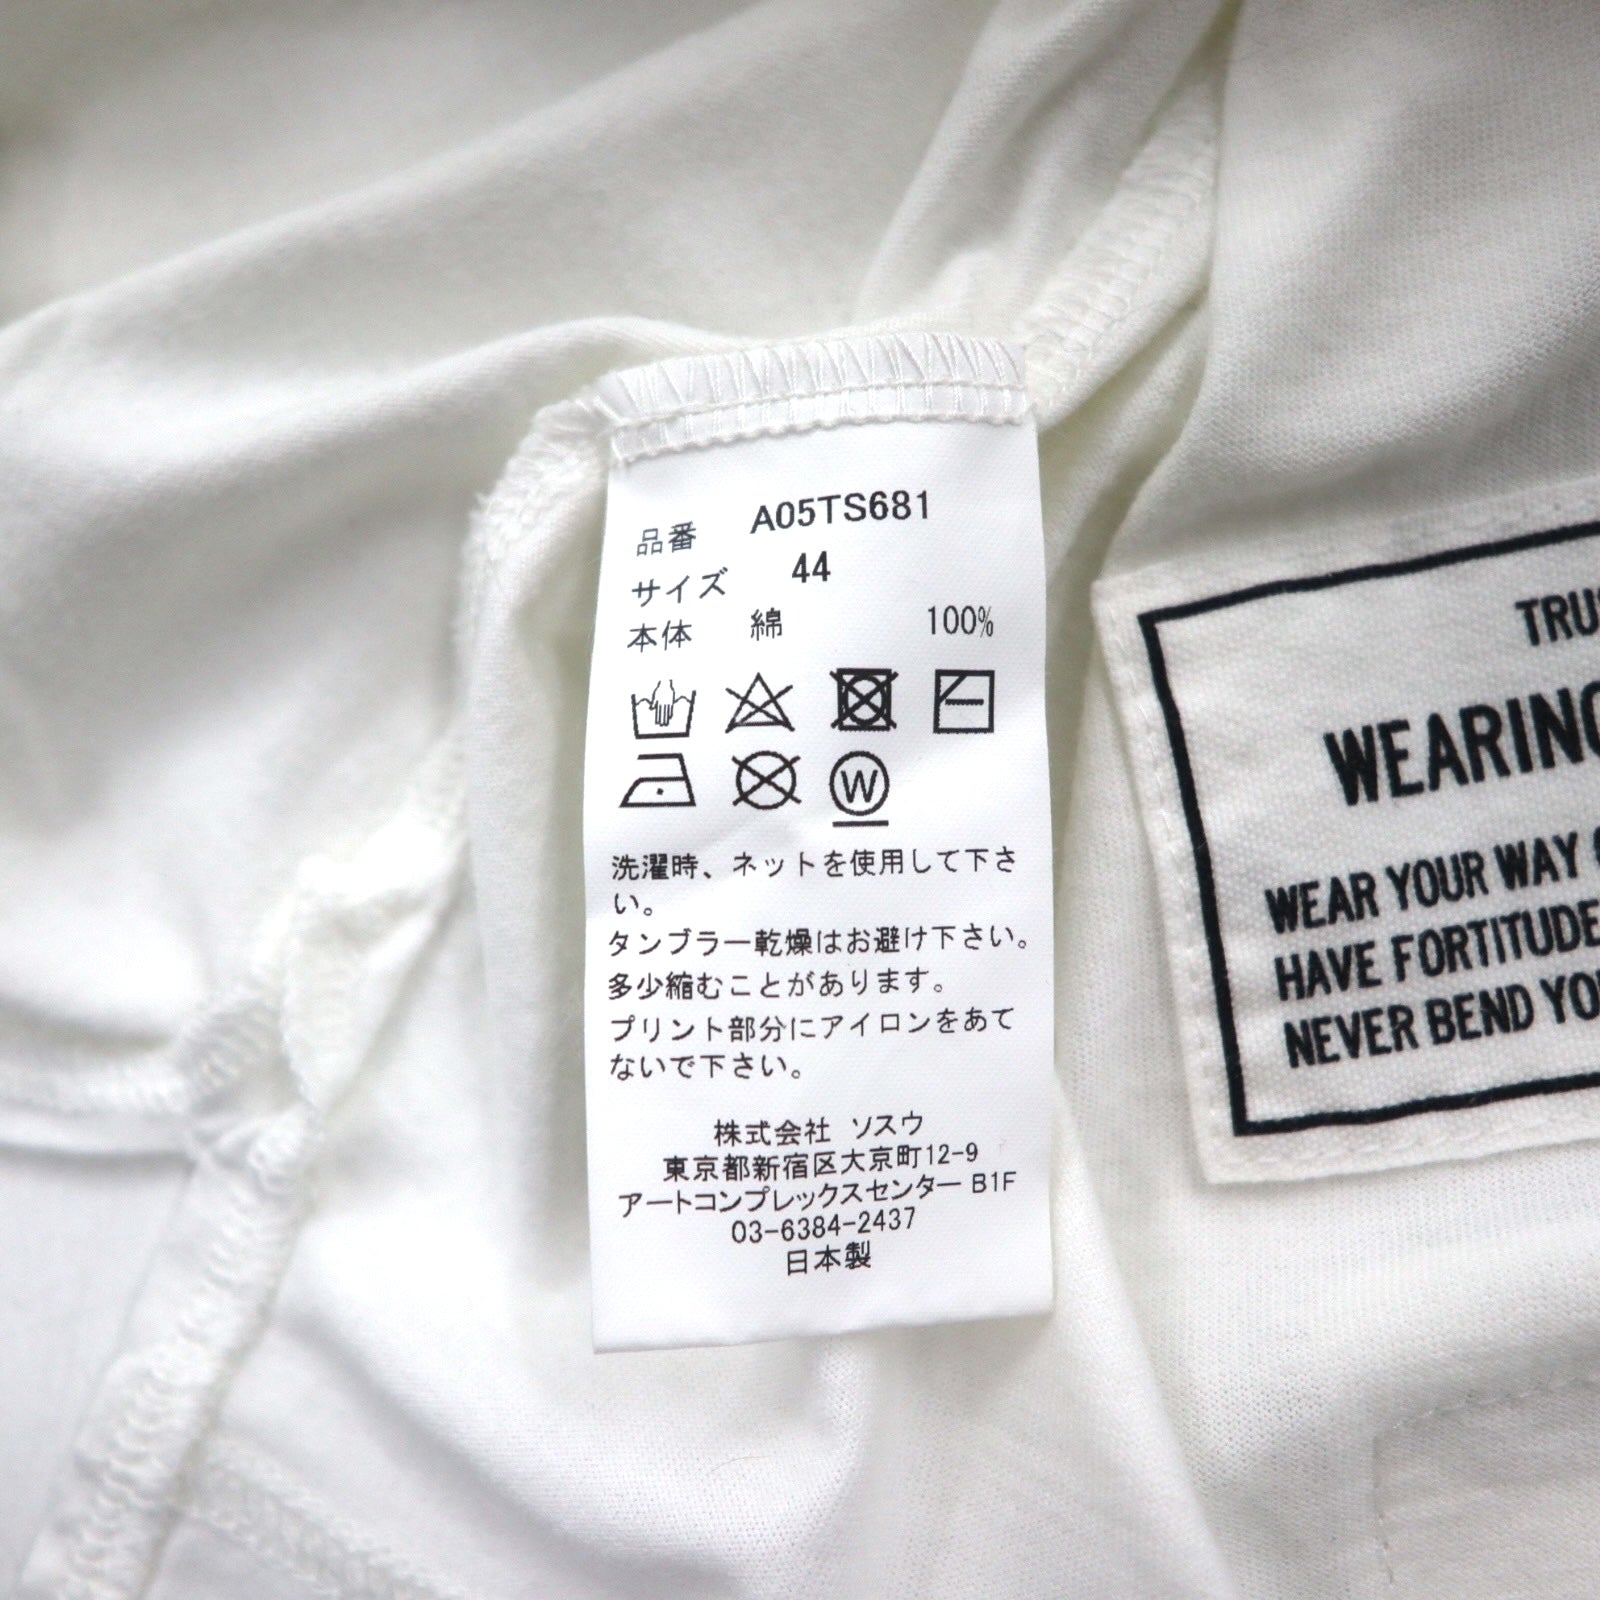 品番 A05TS681
サイズ 44
本体 綿 100%
W
洗濯時、ネットを使用して下さ
い。
タンブラー乾燥はお避け下さい。
多少縮むことがあります。
プリント部分にアイロンをあて
ないで下さい。
株式会社 ソスウ
東京都新宿区大京町12-9
アートコンプレックスセンター B1F
03-6384-2437
日本製
WEAR YOUR WAY
HAVE FORTITUDE
NEVER BEND